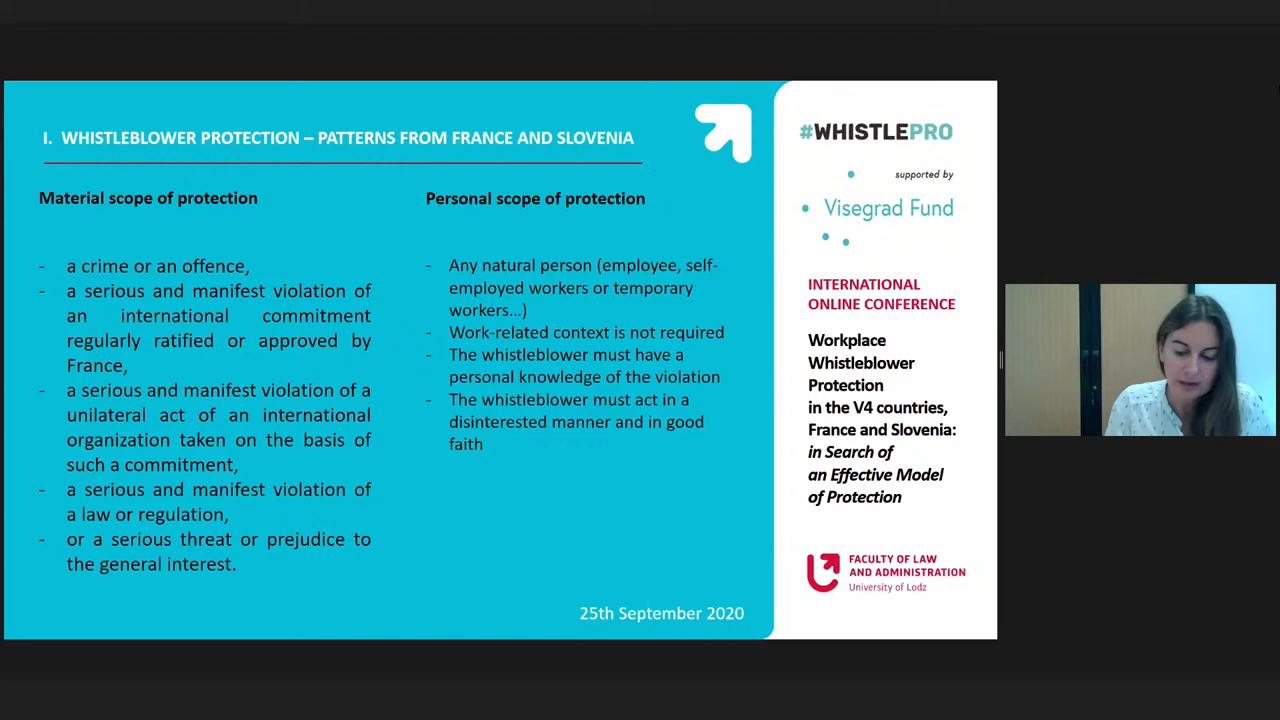 I. WHISTLEBLOWER PROTECTION – PATTERNS FROM FRANCE AND SLOVENIA
Material scope of protection
- a crime or an offence,
- a serious and manifest violation of
an international commitment
regularly ratified or approved by
France,
- a serious and manifest violation of a
unilateral act of an international
organization taken on the basis of
such a commitment,
- a serious and manifest violation of
a law or regulation,
- or a serious threat or prejudice to
the general interest.
Personal scope of protection
- Any natural person (employee, self-
employed workers or temporary
workers...)
- Work-related context is not required
- The whistleblower must have a
personal knowledge of the violation
- The whistleblower must act in a
disinterested manner and in good
faith
25th September 2020
#WHISTLEPRO
supported by
Visegrad Fund
INTERNATIONAL
ONLINE CONFERENCE
Workplace
Whistleblower
Protection
in the V4 countries,
France and Slovenia:
in Search of
an Effective Model
of Protection
FACULTY OF LAW
AND ADMINISTRATION
University of Lodz